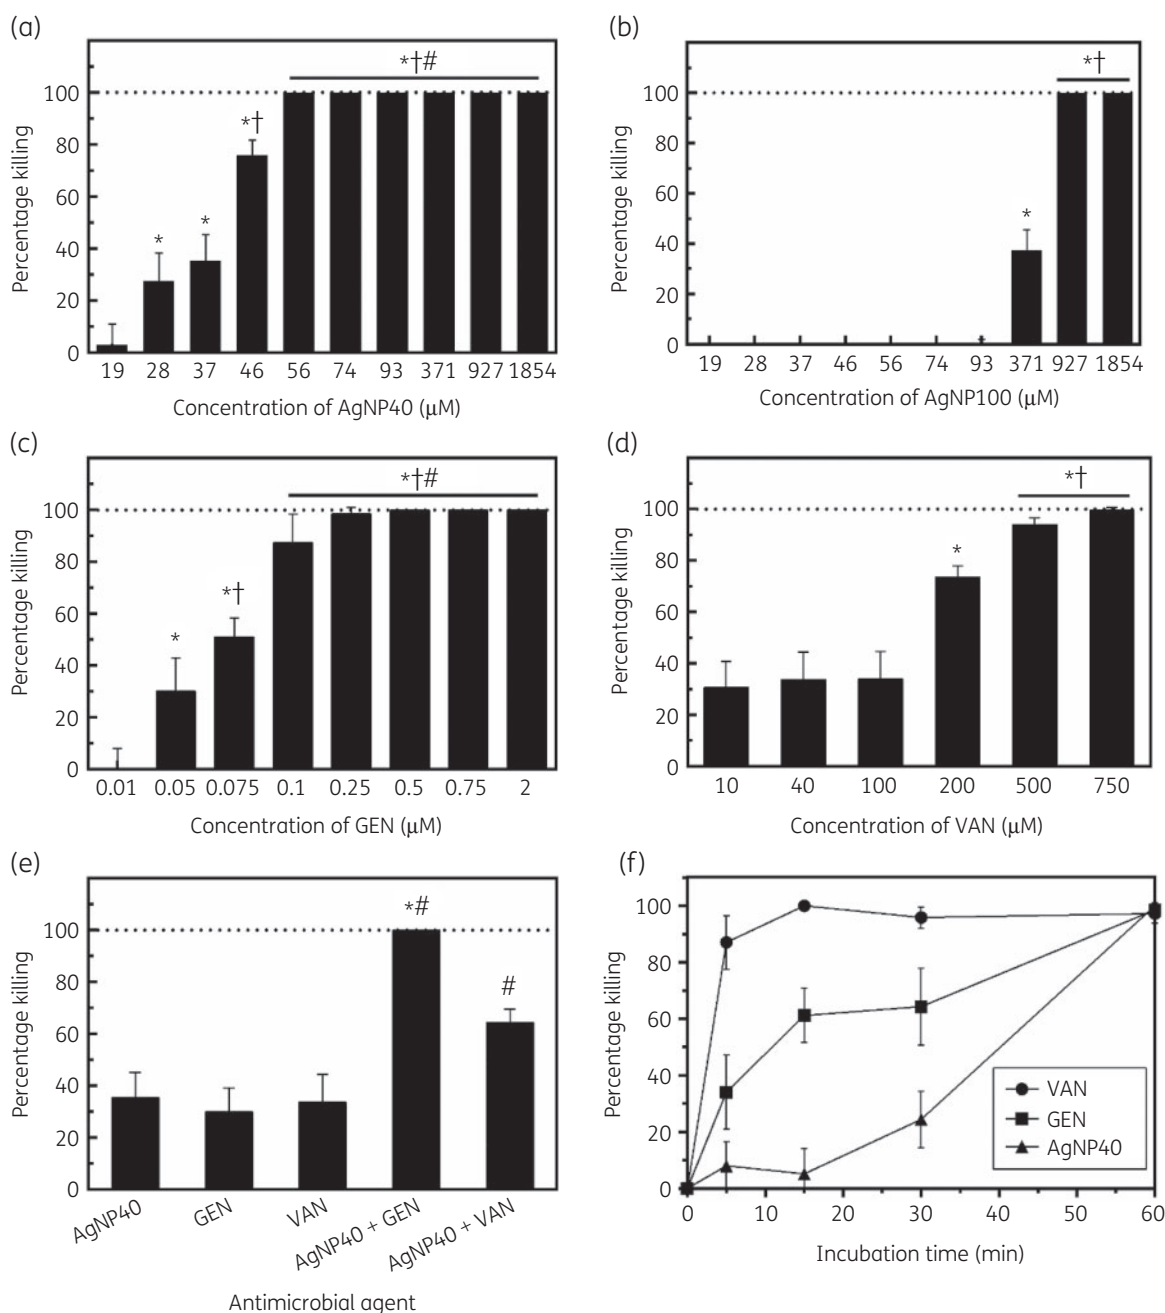 (a)
*†#
*†
*
*
Percentage killing
100
80
60
40
20
0
19 28 37 46 56 74 93 371 927 1854
Concentration of AgNP40 (μM)
(b)
*†
*
Percentage killing
100
80
60
40
20
0
19 28 37 46 56 74 93 371 927 1854
Concentration of AgNP100 (μM)
(c)
*†#
*†
*
Percentage killing
100
80
60
40
20
0
0.01 0.05 0.075 0.1 0.25 0.5 0.75 2
Concentration of GEN (μM)
(d)
*†
*
Percentage killing
100
80
60
40
20
0
10 40 100 200 500 750
Concentration of VAN (μM)
(e)
*#
#
Percentage killing
100
80
60
40
20
0
AgNP40 GEN VAN AgNP40 + GEN AgNP40 + VAN
Antimicrobial agent
(f)
Percentage killing
100
80
60
40
20
0
VAN
GEN
AgNP40
0 10 20 30 40 50 60
Incubation time (min)